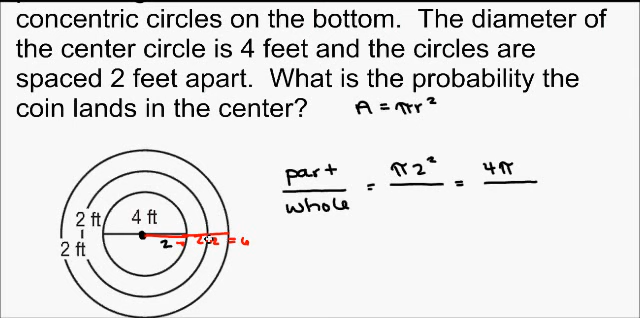 concentric circles on the bottom. The diameter of
the center circle is 4 feet and the circles are
spaced 2 feet apart. What is the probability the
coin lands in the center? A = πr²
part = π2² = 4π
whole
2 ft 4 ft
2 ft 2 + 2+2 = 6